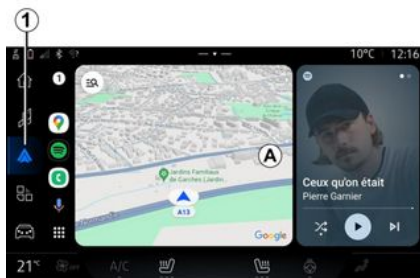 1
10°C 12:16
1
A
Jardins Familiaux
de Garches (Jardin...
A13
Google
Ceux qu'on était
Pierre Garnier
21°C
OFF
A/C